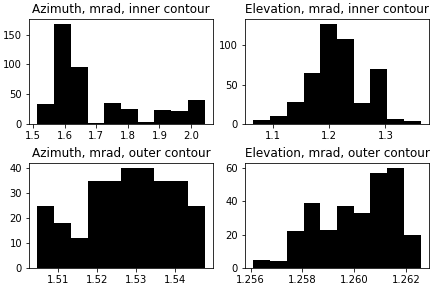 Azimuth, mrad, inner contour
Elevation, mrad, inner contour
150
100
50
0
1.5 1.6 1.7 1.8 1.9 2.0
100
50
0
1.1 1.2 1.3
Azimuth, mrad, outer contour
Elevation, mrad, outer contour
40
30
20
10
0
1.51 1.52 1.53 1.54
60
40
20
0
1.256 1.258 1.260 1.262